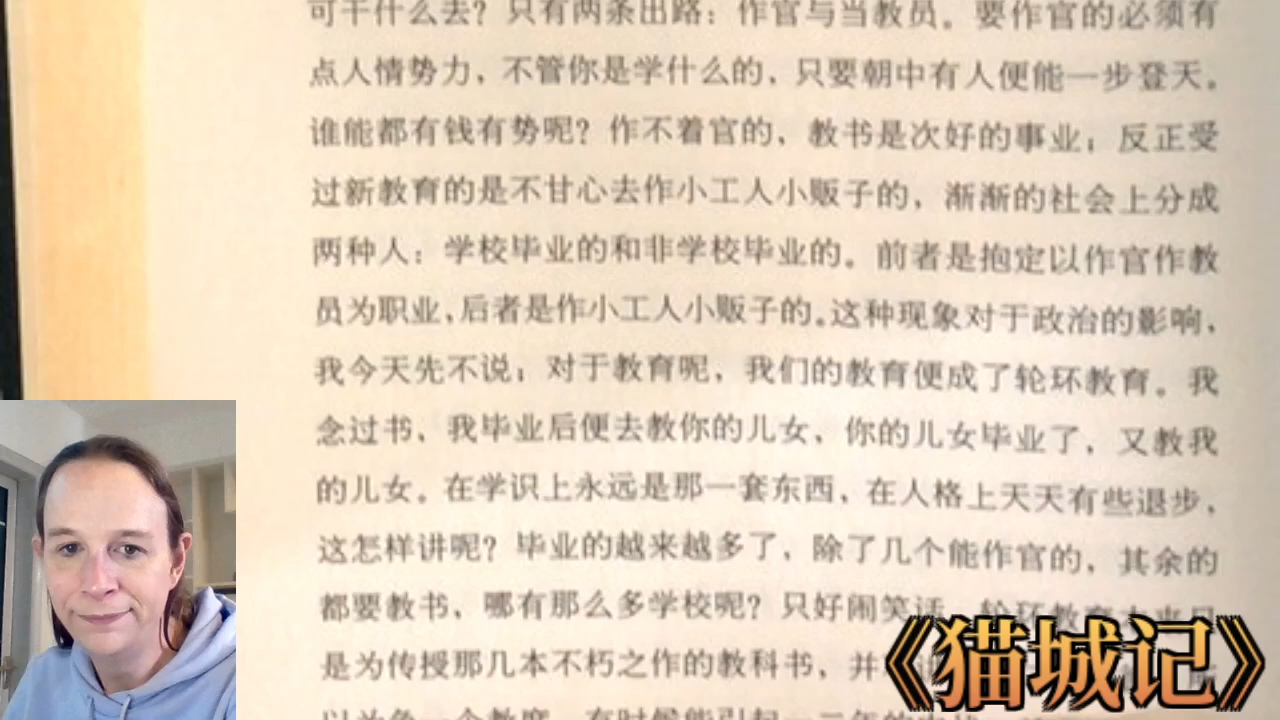 可干什么去？只有两条出路：作官与当教员。要作官的必须有
点人情势力，不管你是学什么的，只要朝中有人便能一步登天。
谁能都有钱有势呢？作不着官的，教书是次好的事业；反正受
过新教育的是不甘心去作小工人小贩子的，渐渐的社会上分成
两种人：学校毕业的和非学校毕业的。前者是抱定以作官作教
员为职业，后者是作小工人小贩子的。这种现象对于政治的影响，
我今天先不说；对于教育呢，我们的教育便成了轮环教育。我
念过书，我毕业后便去教你的儿女，你的儿女毕业了，又教我
的儿女。在学识上永远是那一套东西，在人格上天天有些退步，
这怎样讲呢？毕业的越来越多了，除了几个能作官的，其余的
都要教书，哪有那么多学校呢？只好闹笑话。轮环教育
是为传授那几本不朽之作的教科书，并
《猫城记》